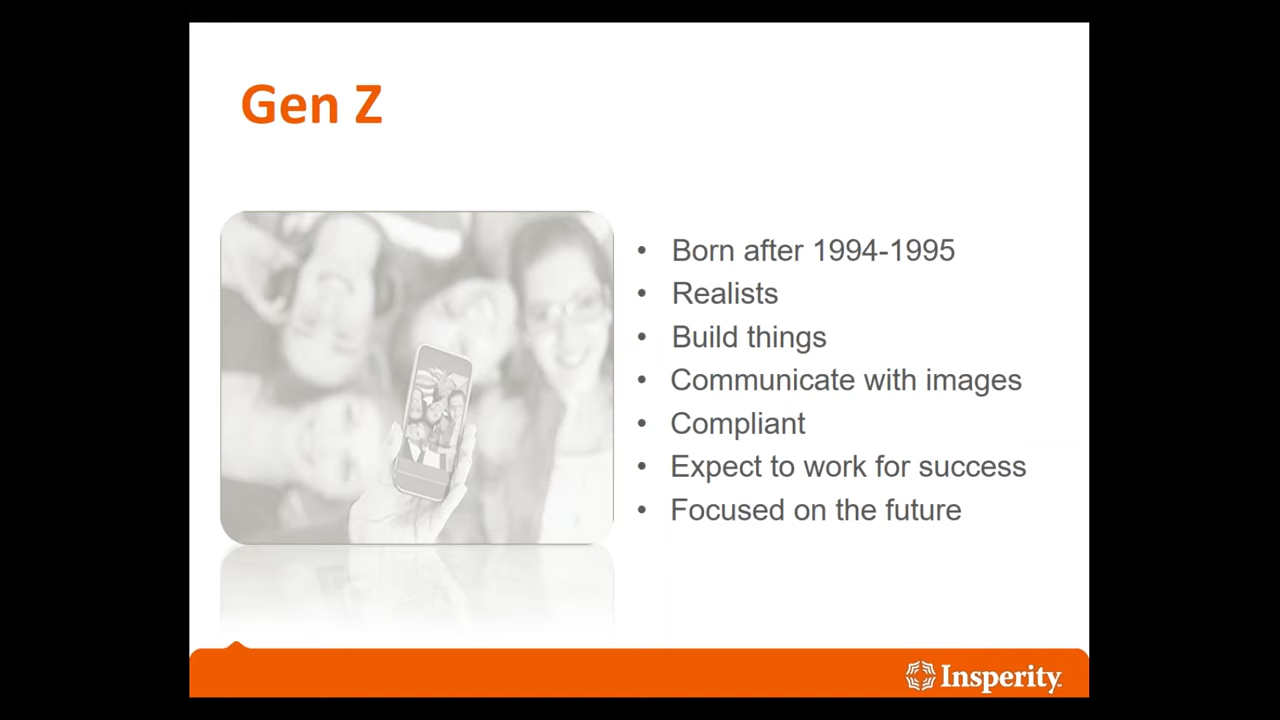 Gen Z
• Born after 1994-1995
• Realists
• Build things
• Communicate with images
• Compliant
• Expect to work for success
• Focused on the future
Insperity